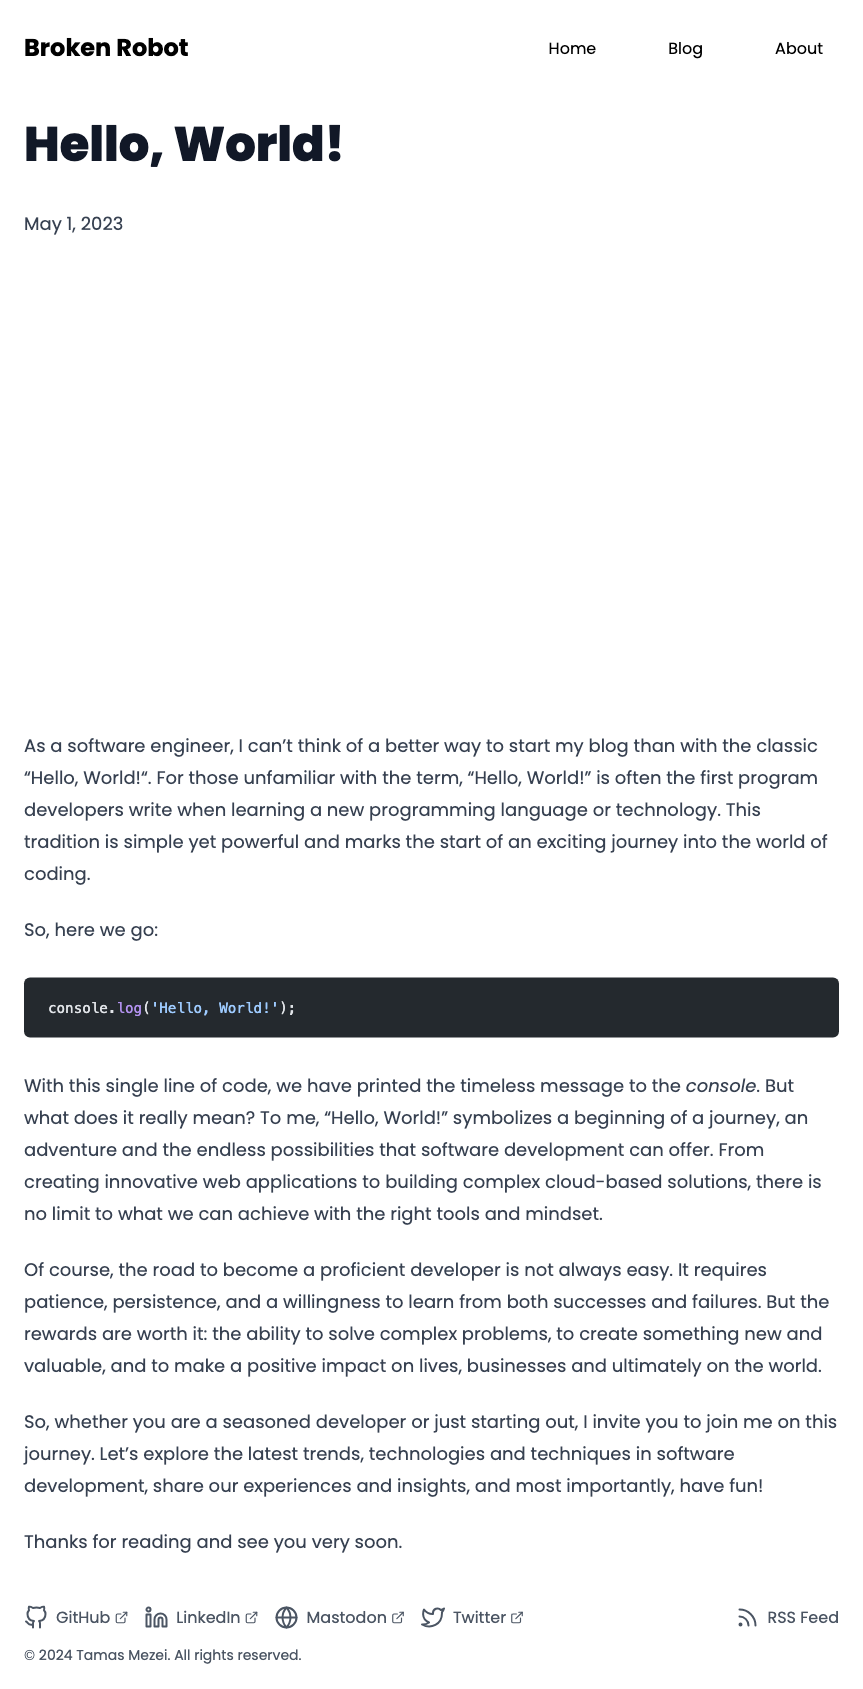 Broken Robot
Home
Blog
About
Hello, World!
May 1, 2023
As a software engineer, I can’t think of a better way to start my blog than with the classic
“Hello, World!“. For those unfamiliar with the term, “Hello, World!” is often the first program
developers write when learning a new programming language or technology. This
tradition is simple yet powerful and marks the start of an exciting journey into the world of
coding.
So, here we go:
console.log('Hello, World!');
With this single line of code, we have printed the timeless message to the console. But
what does it really mean? To me, “Hello, World!” symbolizes a beginning of a journey, an
adventure and the endless possibilities that software development can offer. From
creating innovative web applications to building complex cloud-based solutions, there is
no limit to what we can achieve with the right tools and mindset.
Of course, the road to become a proficient developer is not always easy. It requires
patience, persistence, and a willingness to learn from both successes and failures. But the
rewards are worth it: the ability to solve complex problems, to create something new and
valuable, and to make a positive impact on lives, businesses and ultimately on the world.
So, whether you are a seasoned developer or just starting out, I invite you to join me on this
journey. Let’s explore the latest trends, technologies and techniques in software
development, share our experiences and insights, and most importantly, have fun!
Thanks for reading and see you very soon.
GitHub
LinkedIn
Mastodon
Twitter
RSS Feed
© 2024 Tamas Mezei. All rights reserved.